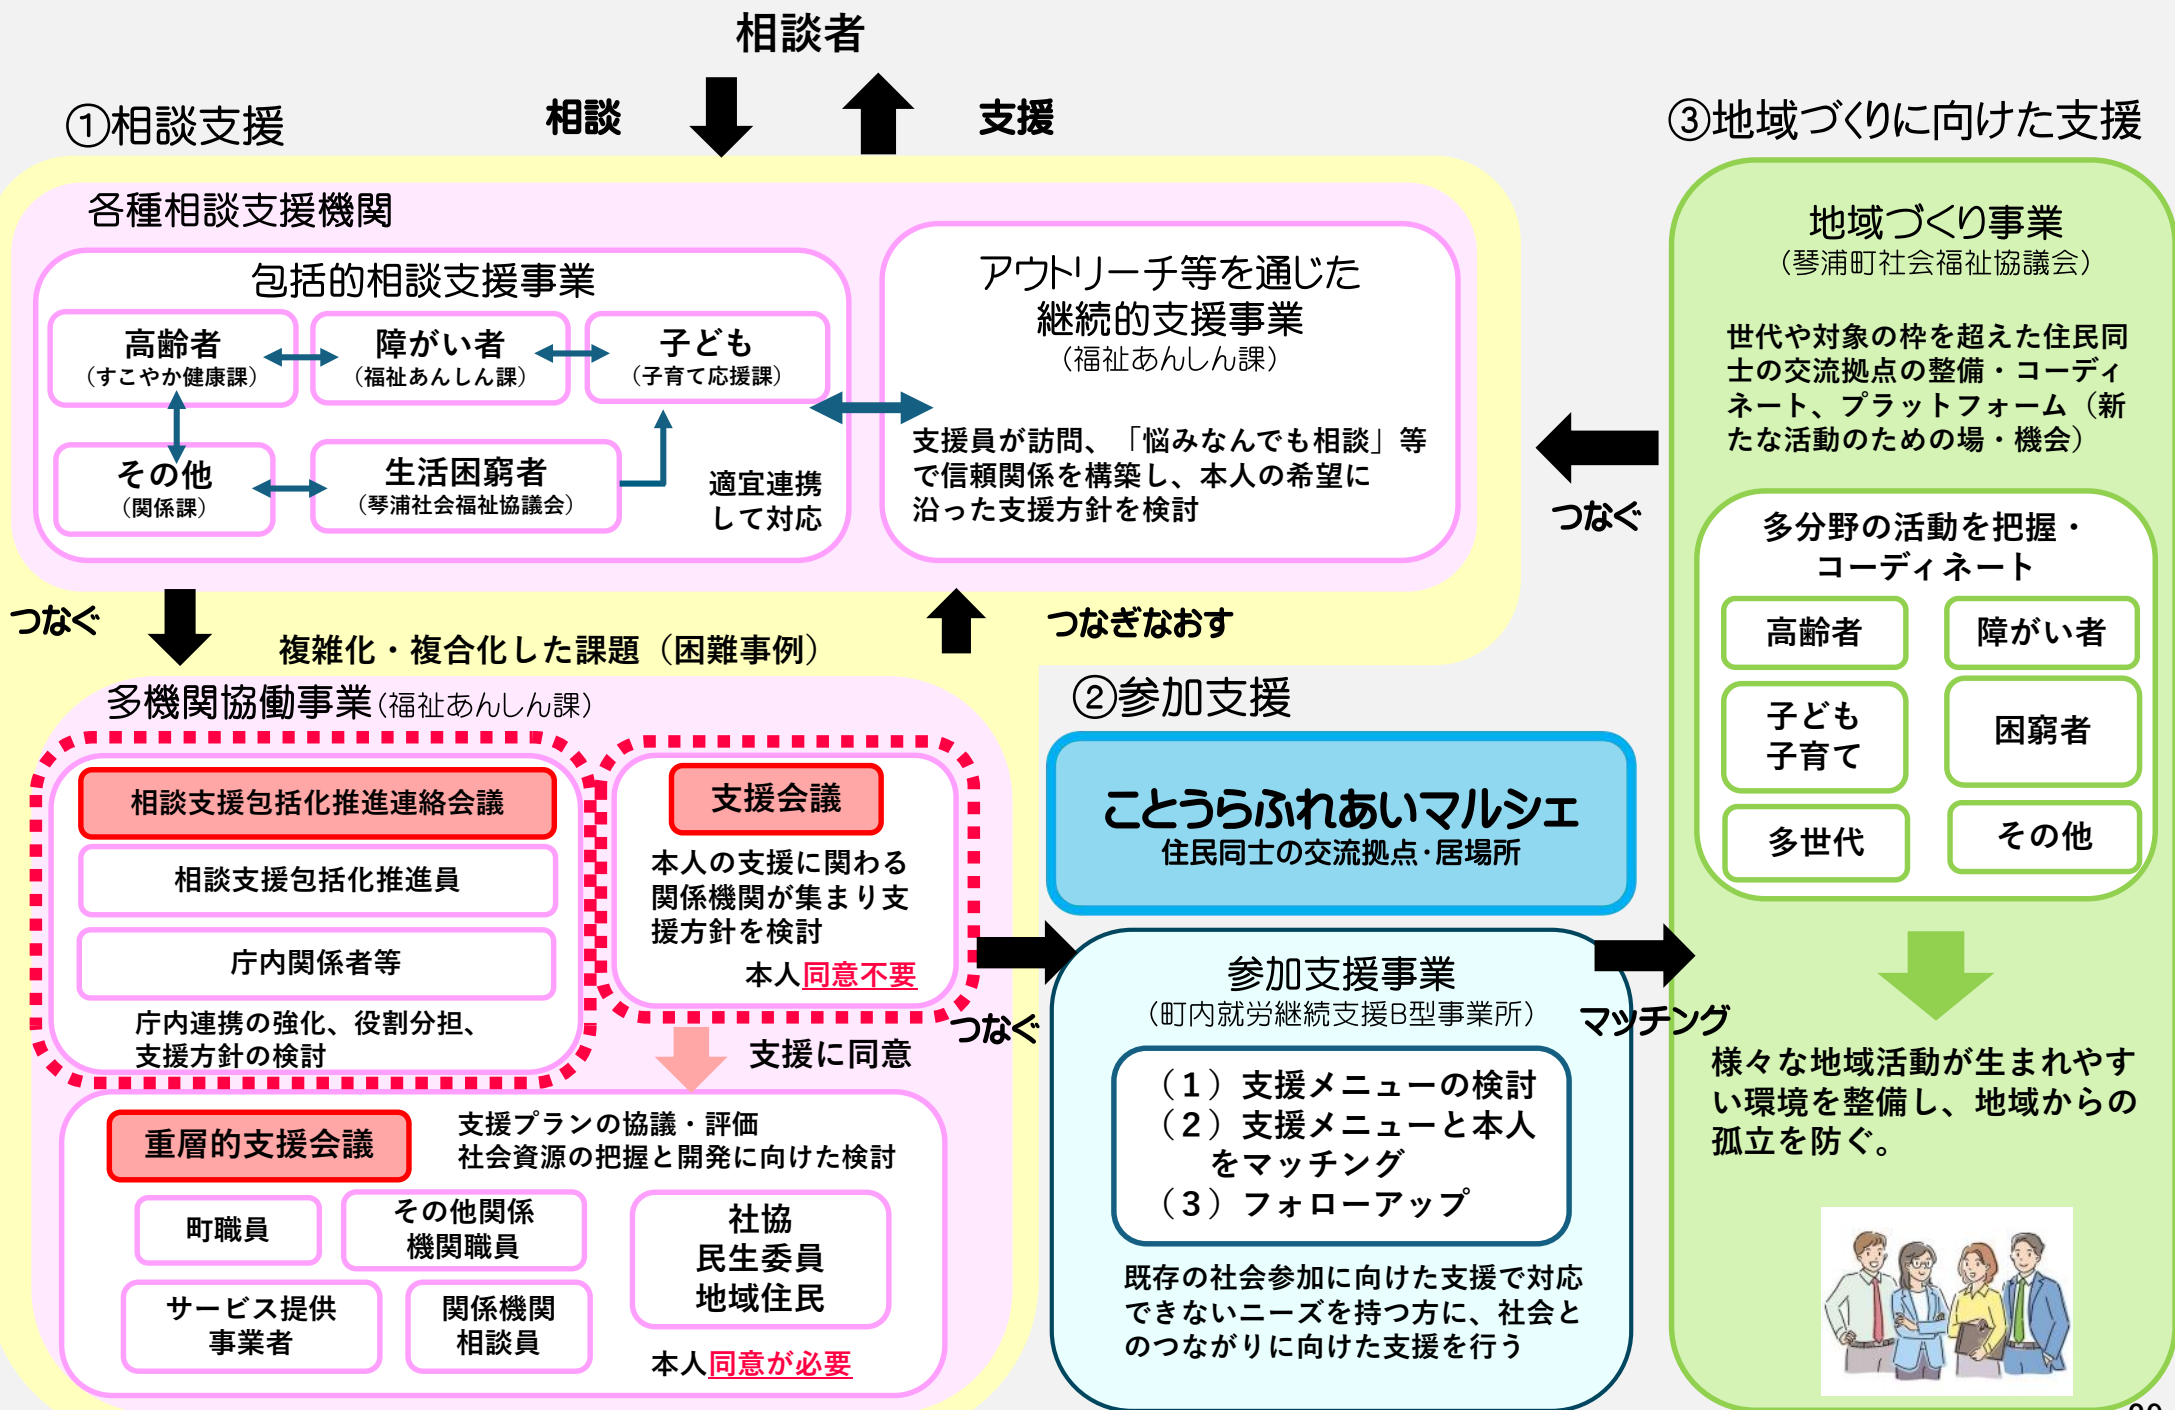 相談者
相談
支援
①相談支援
各種相談支援機関
包括的相談支援事業
高齢者
（すこやか健康課）
障がい者
（福祉あんしん課）
子ども
（子育て応援課）
その他
（関係課）
生活困窮者
（琴浦社会福祉協議会）
適宜連携
して対応
アウトリーチ等を通じた
継続的支援事業
（福祉あんしん課）
支援員が訪問、「悩みなんでも相談」等
で信頼関係を構築し、本人の希望に
沿った支援方針を検討
つなぐ
複雑化・複合化した課題（困難事例）
つなぎなおす
多機関協働事業（福祉あんしん課）
相談支援包括化推進連絡会議
相談支援包括化推進員
庁内関係者等
庁内連携の強化、役割分担、
支援方針の検討
支援会議
本人の支援に関わる
関係機関が集まり支
援方針を検討
本人同意不要
支援に同意
つなぐ
重層的支援会議
支援プランの協議・評価
社会資源の把握と開発に向けた検討
町職員
その他関係
機関職員
サービス提供
事業者
関係機関
相談員
社協
民生委員
地域住民
本人同意が必要
②参加支援
ことうらふれあいマルシェ
住民同士の交流拠点・居場所
参加支援事業
（町内就労継続支援B型事業所）
（１）支援メニューの検討
（２）支援メニューと本人
をマッチング
（３）フォローアップ
既存の社会参加に向けた支援で対応
できないニーズを持つ方に、社会と
のつながりに向けた支援を行う
マッチング
つなぐ
③地域づくりに向けた支援
地域づくり事業
（琴浦町社会福祉協議会）
世代や対象の枠を超えた住民同
士の交流拠点の整備・コーディ
ネート、プラットフォーム（新
たな活動のための場・機会）
多分野の活動を把握・
コーディネート
高齢者
障がい者
子ども
子育て
困窮者
多世代
その他
様々な地域活動が生まれやす
い環境を整備し、地域からの
孤立を防ぐ。